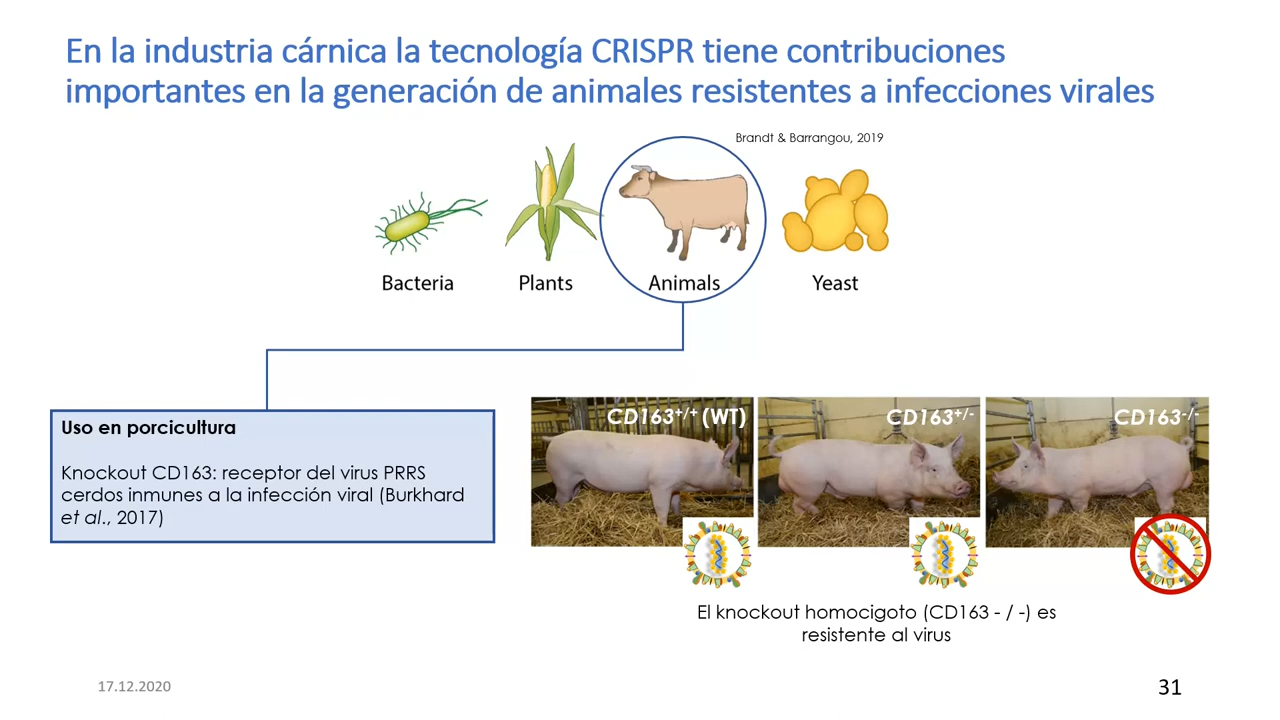 En la industria cárnica la tecnología CRISPR tiene contribuciones
importantes en la generación de animales resistentes a infecciones virales
Brandt & Barrangou, 2019
Bacteria
Plants
Animals
Yeast
Uso en porcicultura
Knockout CD163: receptor del virus PRRS
cerdos inmunes a la infección viral (Burkhard
et al., 2017)
CD163+/+ (WT)
CD163+/-
CD163-/-
El knockout homocigoto (CD163 - / -) es
resistente al virus
17.12.2020
31